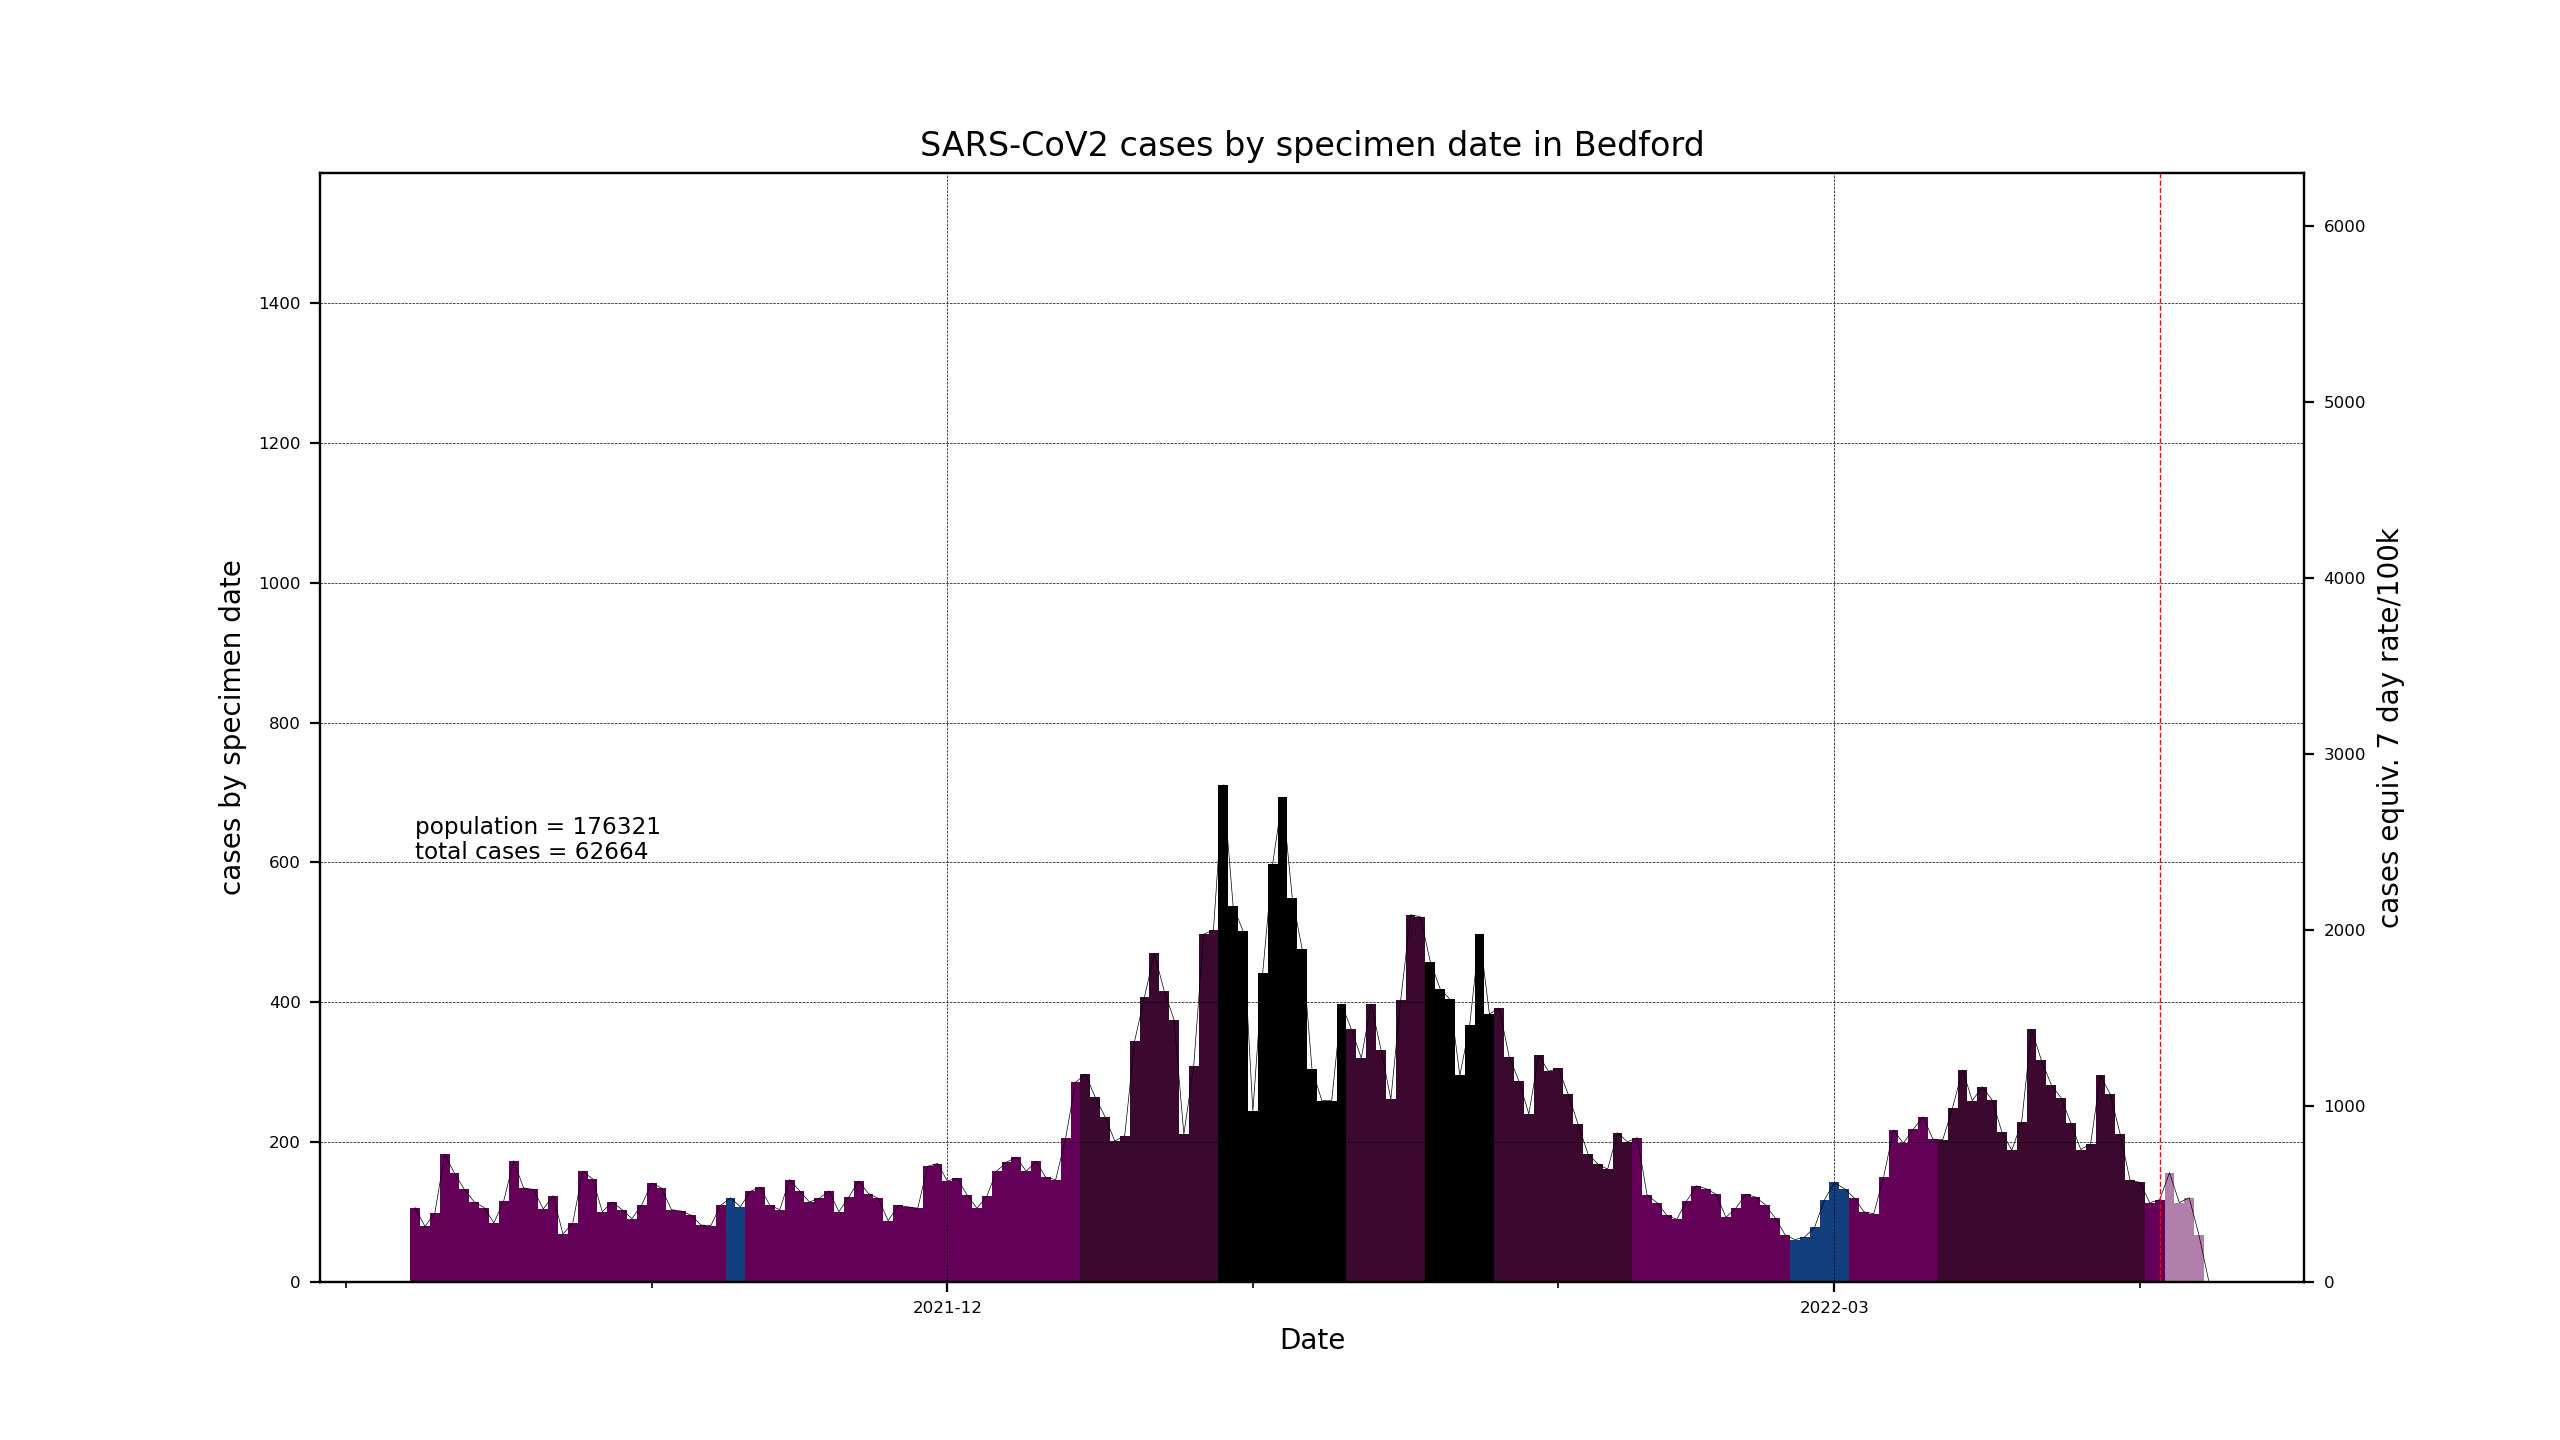 SARS-CoV2 cases by specimen date in Bedford
cases by specimen date
1400
1200
1000
800
600
400
200
0
population = 176321
total cases = 62664
6000
5000
4000
3000
2000
1000
0
cases equiv. 7 day rate/100k
2021-12
2022-03
Date